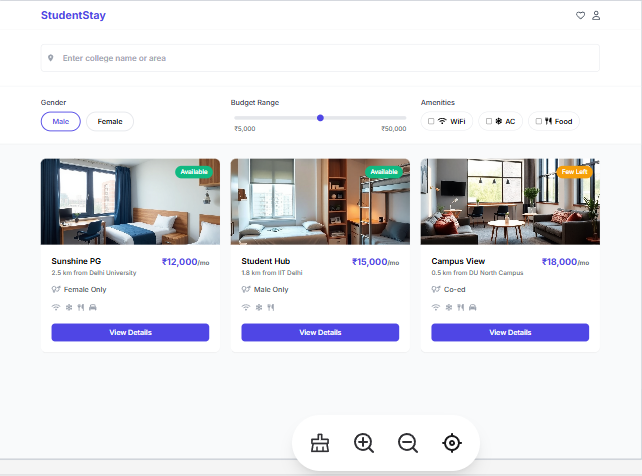 StudentStay
Enter college name or area
Gender
Male
Female
Budget Range
₹5,000
₹50,000
Amenities
WiFi
AC
Food
Available
Sunshine PG
₹12,000/mo
2.5 km from Delhi University
Female Only
View Details
Available
Student Hub
₹15,000/mo
1.8 km from IIT Delhi
Male Only
View Details
Few Left
Campus View
₹18,000/mo
0.5 km from DU North Campus
Co-ed
View Details